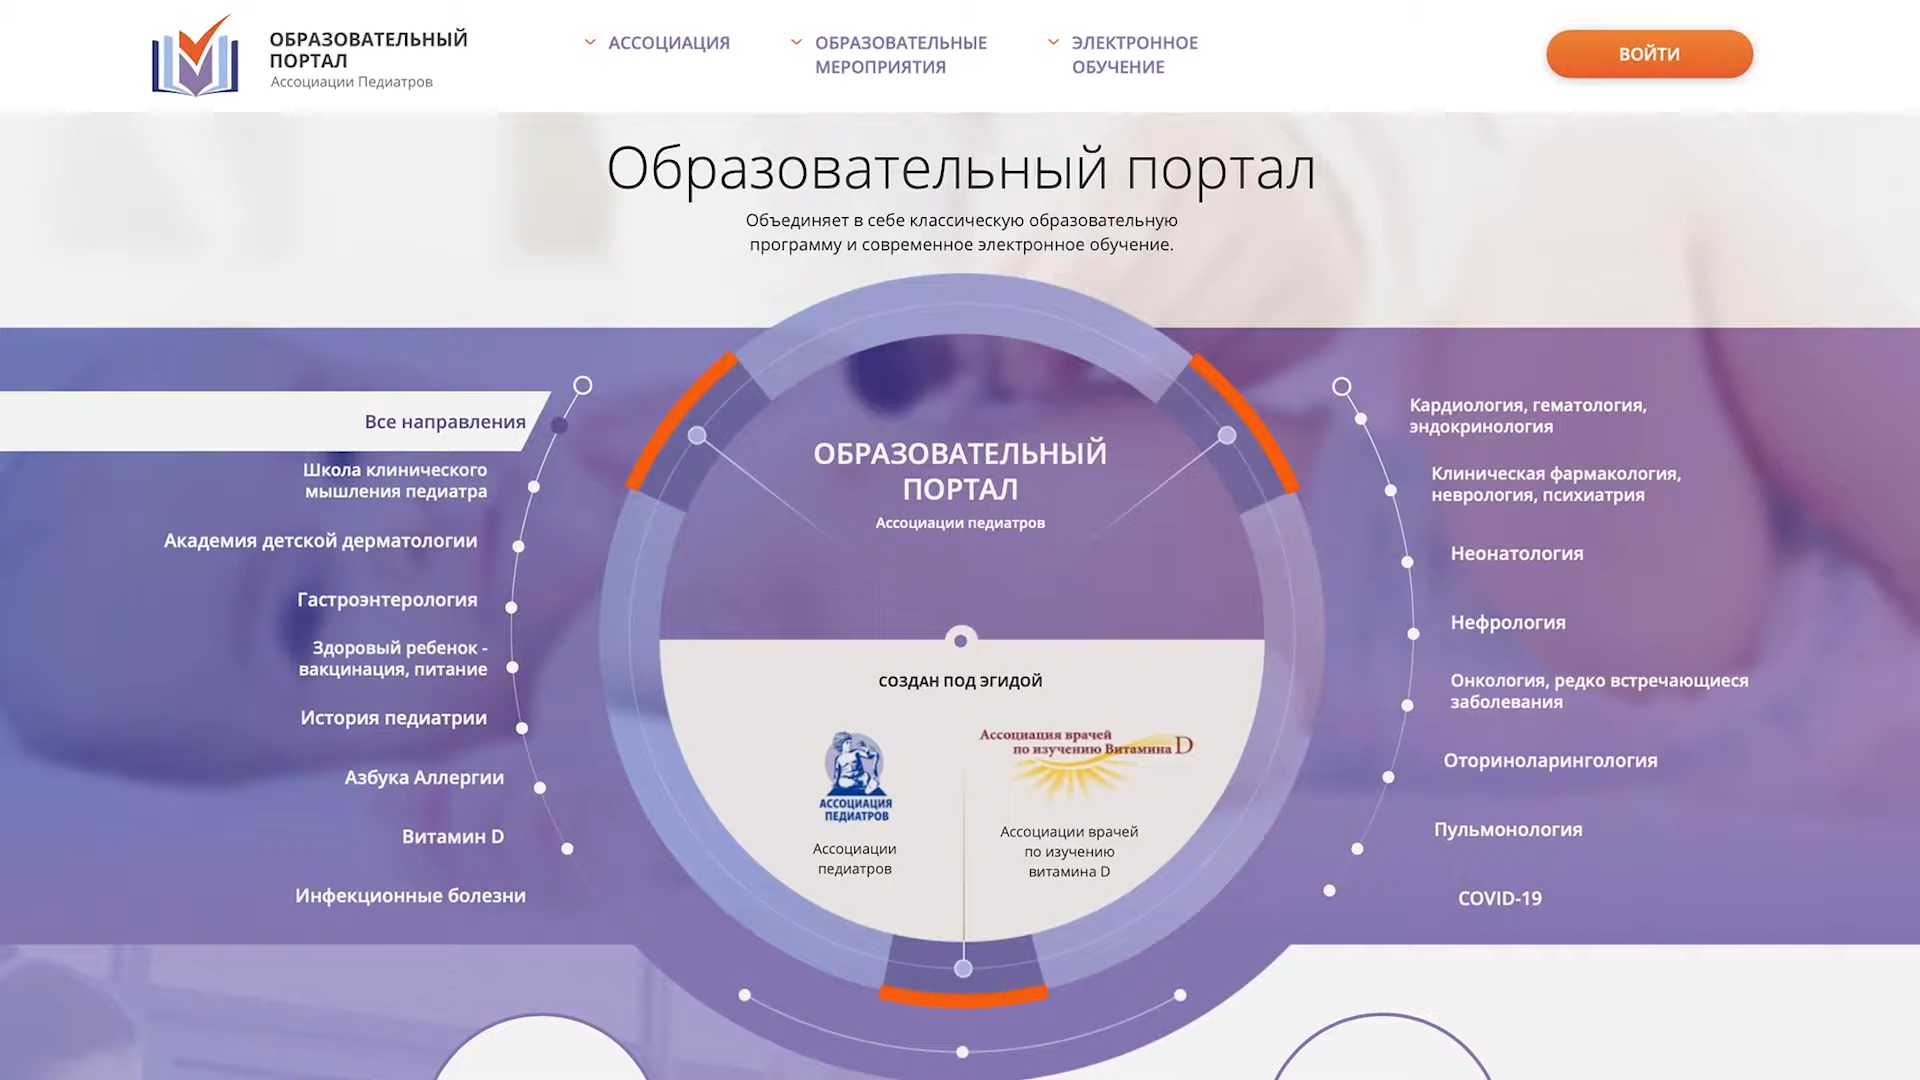 ОБРАЗОВАТЕЛЬНЫЙ
ПОРТАЛ
Ассоциации Педиатров
АССОЦИАЦИЯ
ОБРАЗОВАТЕЛЬНЫЕ
МЕРОПРИЯТИЯ
ЭЛЕКТРОННОЕ
ОБУЧЕНИЕ
ВОЙТИ
Образовательный портал
Объединяет в себе классическую образовательную
программу и современное электронное обучение.
Все направления
Школа клинического
мышления педиатра
Академия детской дерматологии
Гастроэнтерология
Здоровый ребенок -
вакцинация, питание
История педиатрии
Азбука Аллергии
Витамин D
Инфекционные болезни
ОБРАЗОВАТЕЛЬНЫЙ
ПОРТАЛ
Ассоциации педиатров
СОЗДАН ПОД ЭГИДОЙ
АССОЦИАЦИЯ
ПЕДИАТРОВ
Ассоциации
педиатров
Ассоциация врачей
по изучению Витамина D
Ассоциации врачей
по изучению
витамина D
Кардиология, гематология,
эндокринология
Клиническая фармакология,
неврология, психиатрия
Неонатология
Нефрология
Онкология, редко встречающиеся
заболевания
Оториноларингология
Пульмонология
COVID-19